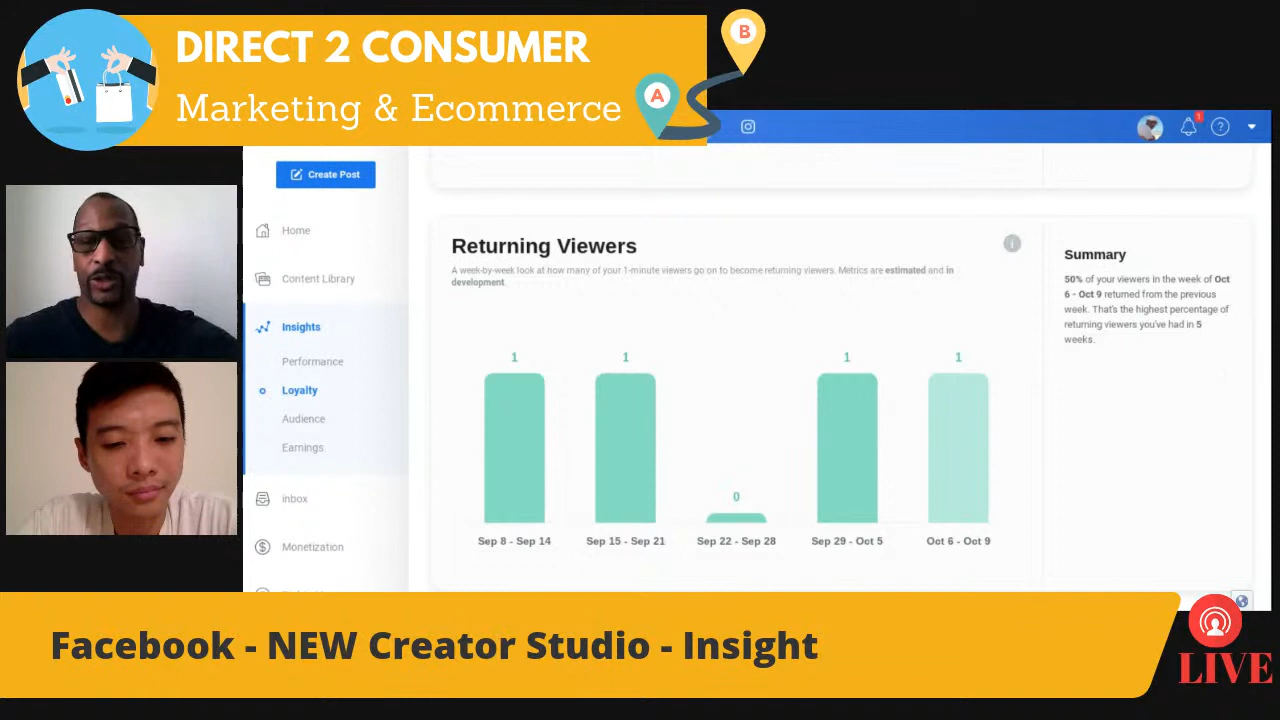 DIRECT 2 CONSUMER
Marketing & Ecommerce
A
B
1
?
Create Post
Home
Content Library
Insights
Performance
Loyalty
Audience
Earnings
inbox
Monetization
Returning Viewers
i
A week-by-week look at how many of your 1-minute viewers go on to become returning viewers. Metrics are estimated and in
development.
1
1
0
1
1
Sep 8 - Sep 14
Sep 15 - Sep 21
Sep 22 - Sep 28
Sep 29 - Oct 5
Oct 6 - Oct 9
Summary
50% of your viewers in the week of Oct
6 - Oct 9 returned from the previous
week. That's the highest percentage of
returning viewers you've had in 5
weeks.
Facebook - NEW Creator Studio - Insight
LIVE